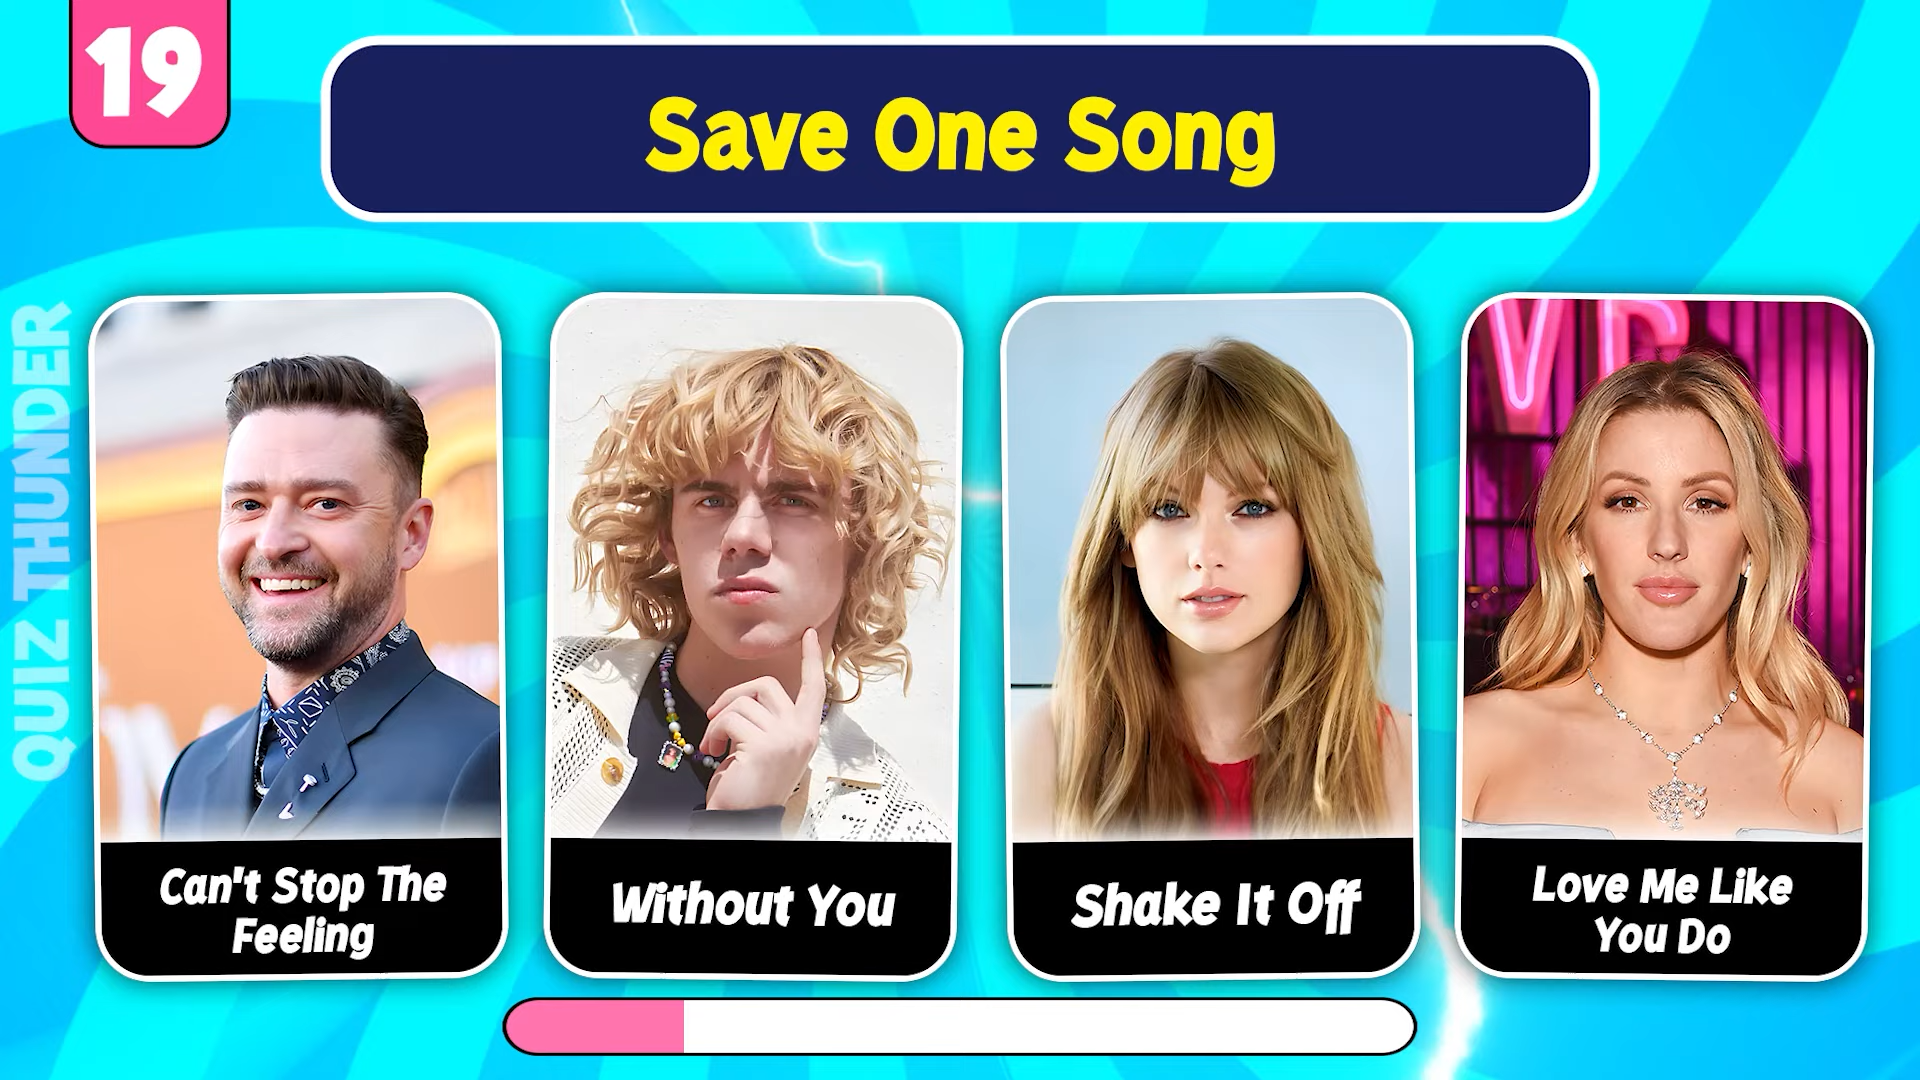 19
Save One Song
QUIZ THUNDER
Can't Stop The
Feeling
Without You
Shake It Off
Love Me Like
You Do